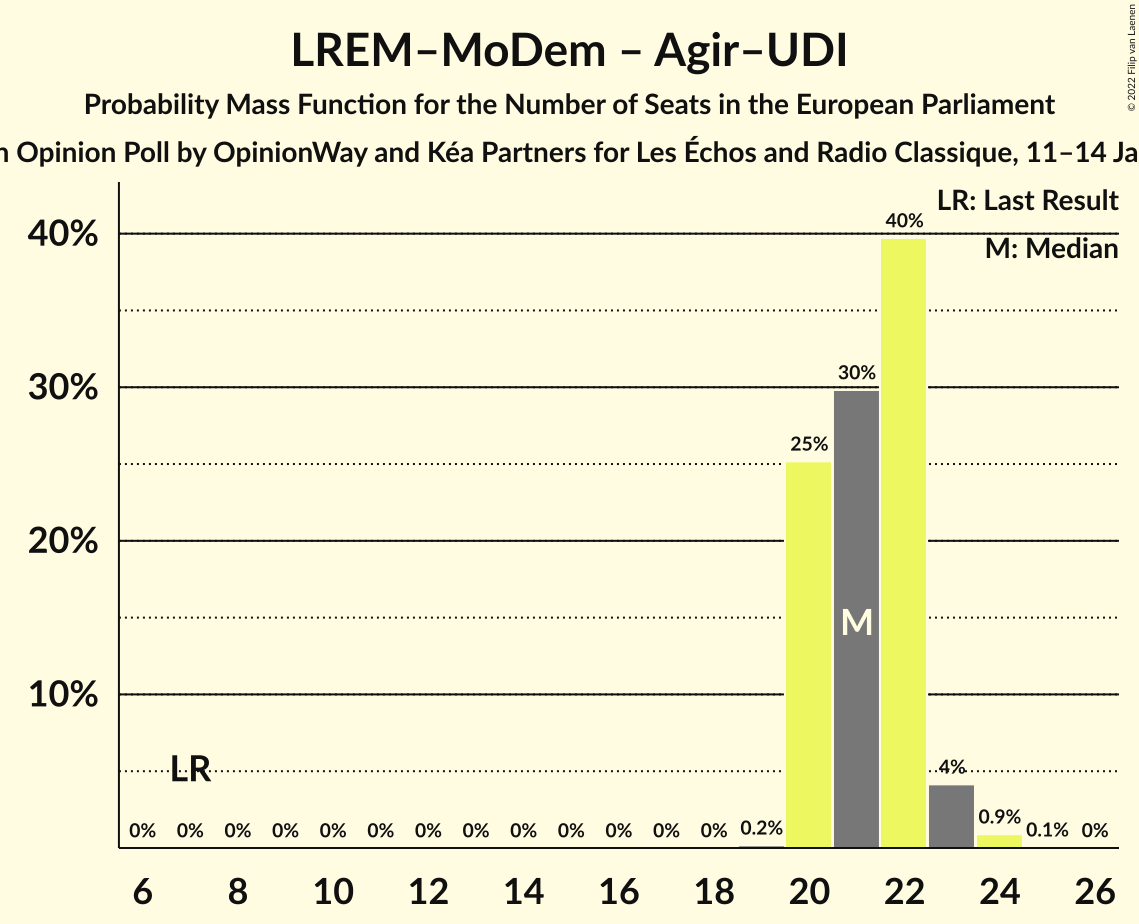 LREM–MoDem – Agir–UDI
Probability Mass Function for the Number of Seats in the European Parliament
Opinion Poll by OpinionWay and Kéa Partners for Les Échos and Radio Classique, 11–14
© 2022 Filip van Laenen
LR: Last Result
M: Median
40%
30%
20%
10%
40%
30%
25%
M
LR
4%
0% 0% 0% 0% 0% 0% 0% 0% 0% 0% 0% 0% 0% 0.2% 0.9% 0.1% 0%
6 8 10 12 14 16 18 20 22 24 26